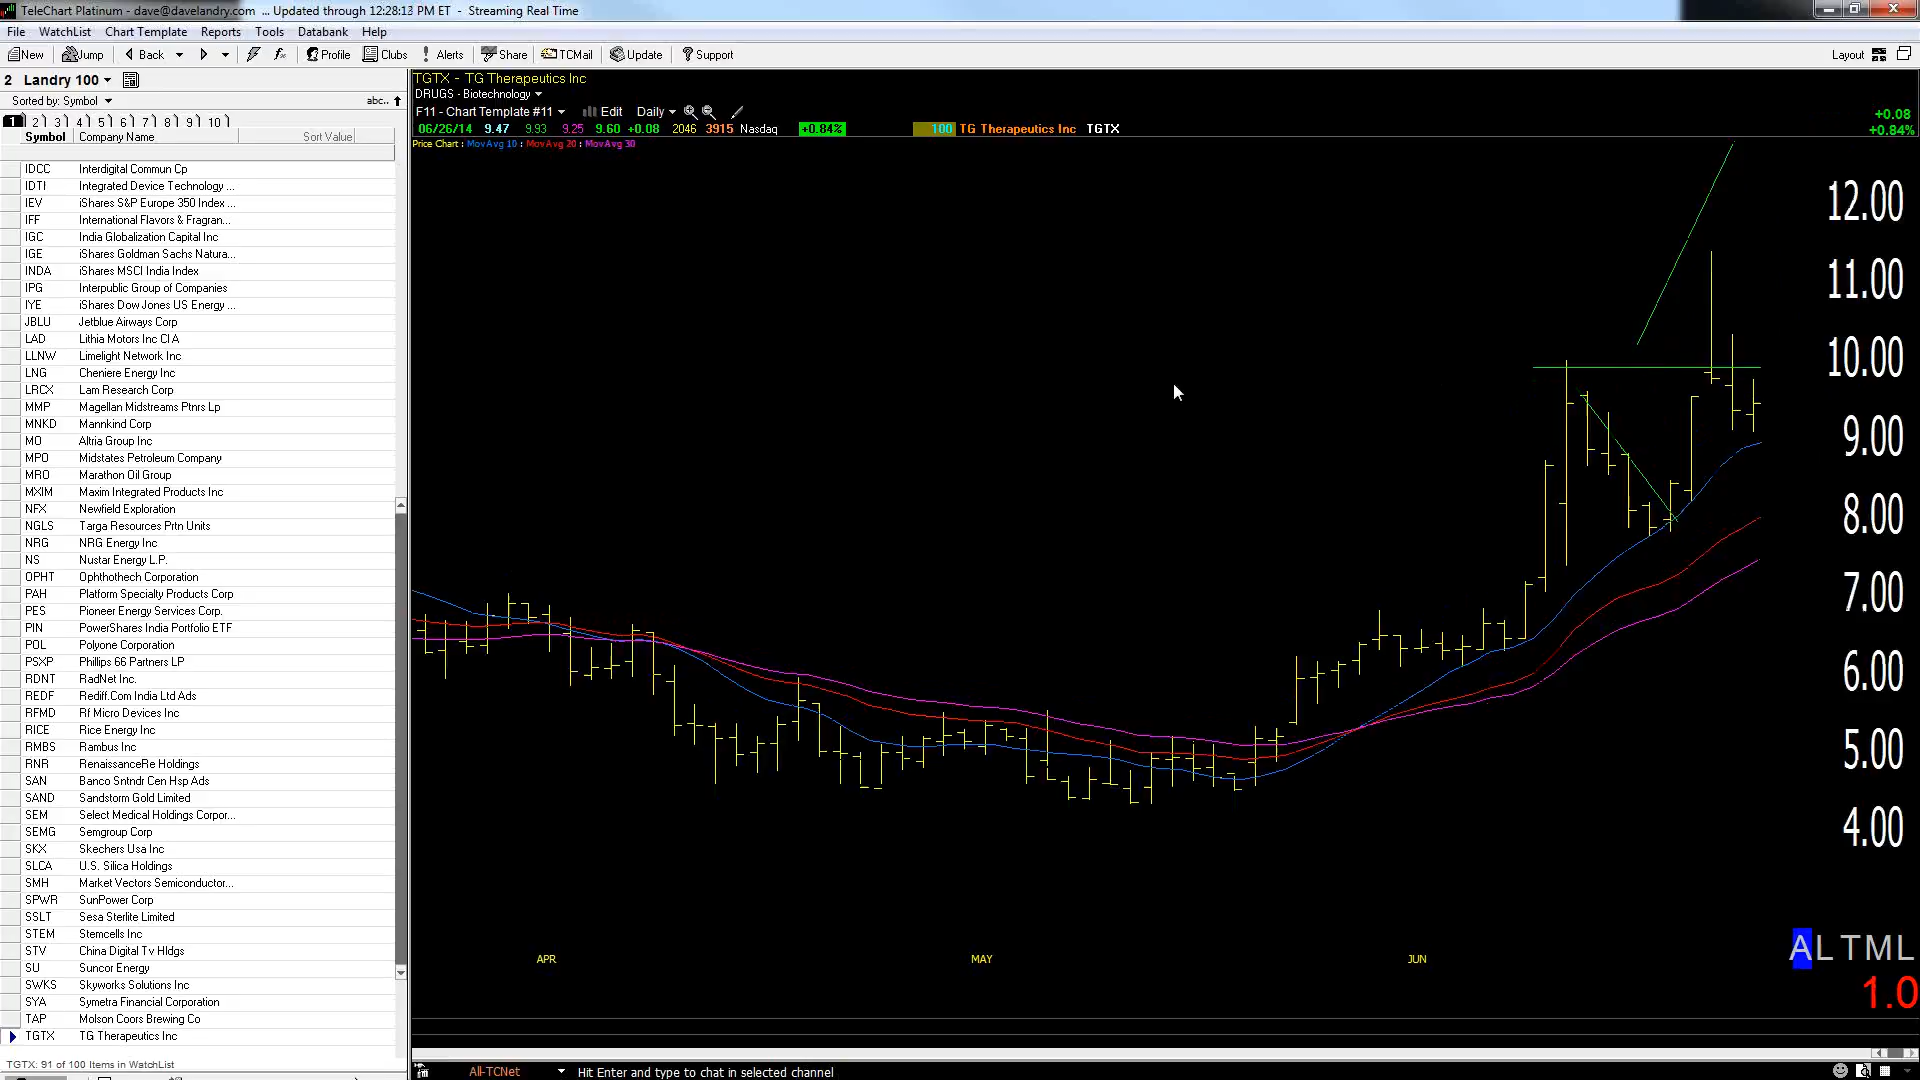 TeleChart Platinum - dave@davelandry.com ... Updated through 12:28:13 PM ET - Streaming Real Time
File WatchList Chart Template Reports Tools Databank Help
New Jump Back Profile Clubs Alerts Share TCMail Update Support Layout
2 Landry 100
Sorted by: Symbol abc..
1 2 3 4 5 6 7 8 9 10
Symbol Company Name Sort Value
IDCC Interdigital Commun Cp
IDTI Integrated Device Technology ...
IEV iShares S&P Europe 350 Index ...
IFF International Flavors & Fragran...
IGC India Globalization Capital Inc
IGE iShares Goldman Sachs Natura...
INDA iShares MSCI India Index
IPG Interpublic Group of Companies
IYE iShares Dow Jones US Energy ...
JBLU Jetblue Airways Corp
LAD Lithia Motors Inc Cl A
LLNW Limelight Network Inc
LNG Cheniere Energy Inc
LRCX Lam Research Corp
MMP Magellan Midstreams Ptnrs Lp
MNKD Mannkind Corp
MO Altria Group Inc
MPO Midstates Petroleum Company
MRO Marathon Oil Group
MXIM Maxim Integrated Products Inc
NFX Newfield Exploration
NGLS Targa Resources Prtn Units
NRG NRG Energy Inc
NS Nustar Energy L.P.
OPHT Ophthotech Corporation
PAH Platform Specialty Products Corp
PES Pioneer Energy Services Corp.
PIN PowerShares India Portfolio ETF
POL Polyone Corporation
PSXP Phillips 66 Partners LP
RDNT RadNet Inc.
REDF Rediff.Com India Ltd Ads
RFMD Rf Micro Devices Inc
RICE Rice Energy Inc
RMBS Rambus Inc
RNR RenaissanceRe Holdings
SAN Banco Sntndr Cen Hsp Ads
SAND Sandstorm Gold Limited
SEM Select Medical Holdings Corpor...
SEMG Semgroup Corp
SKX Skechers Usa Inc
SLCA U.S. Silica Holdings
SMH Market Vectors Semiconductor...
SPWR SunPower Corp
SSLT Sesa Sterlite Limited
STEM Stemcells Inc
STV China Digital Tv Hldgs
SU Suncor Energy
SWKS Skyworks Solutions Inc
SYA Symetra Financial Corporation
TAP Molson Coors Brewing Co
TGTX TG Therapeutics Inc
TGTX: 91 of 100 Items in WatchList
TGTX - TG Therapeutics Inc
DRUGS - Biotechnology
F11 - Chart Template #11 Edit Daily
06/26/14 9.47 9.93 9.25 9.60 +0.08 2046 3915 Nasdaq +0.84% 100 TG Therapeutics Inc TGTX
+0.08
+0.84%
Price Chart : MovAvg 10 : MovAvg 20 : MovAvg 30
12.00
11.00
10.00
9.00
8.00
7.00
6.00
5.00
4.00
A L T M L
1.0
APR MAY JUN
All-TCNet Hit Enter and type to chat in selected channel